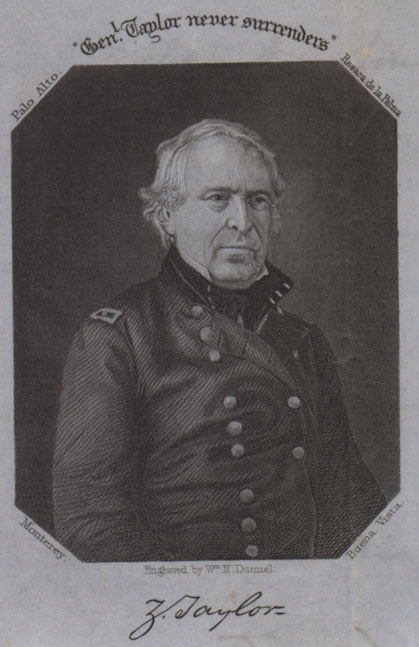 "Genl. Taylor never surrenders"
Palo Alto.
Resaca de la Palma
Monterey.
Buena Vista.
Engraved by Wm. N. Dunnel
Z. Taylor